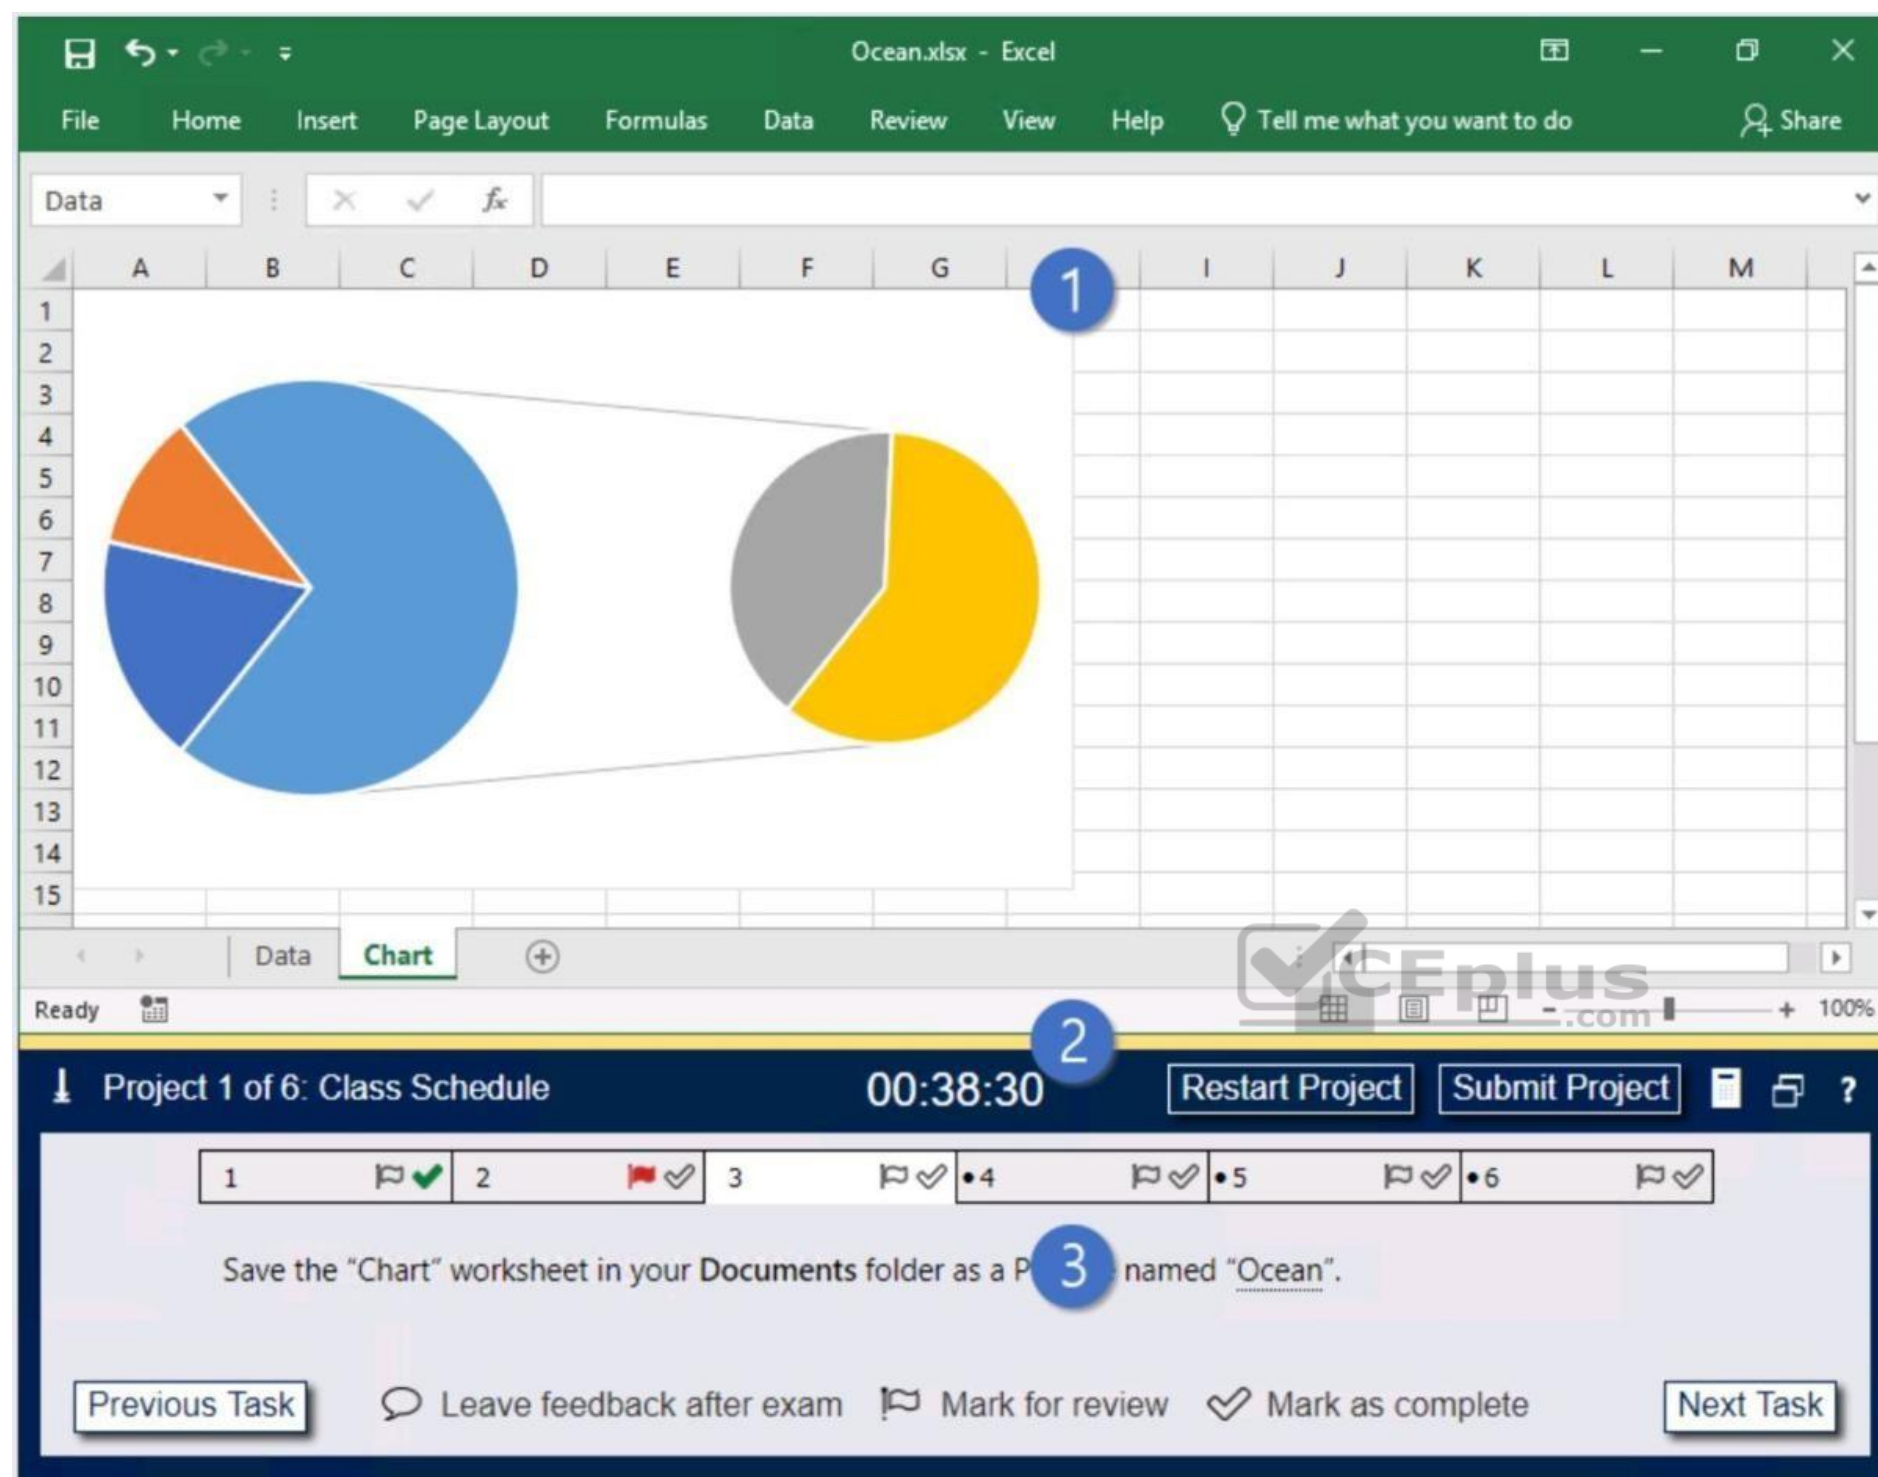 Ocean.xlsx - Excel
File Home Insert Page Layout Formulas Data Review View Help Tell me what you want to do Share
Data fx
A B C D E F G I J K L M
1
1
2
3
4
5
6
7
8
9
10
11
12
13
14
15
Data Chart
CEplus
.com
Ready 100%
2
Project 1 of 6: Class Schedule 00:38:30 Restart Project Submit Project ?
1 2 3 •4 •5 •6
Save the “Chart” worksheet in your Documents folder as a P 3 named “Ocean”.
Previous Task Leave feedback after exam Mark for review Mark as complete Next Task